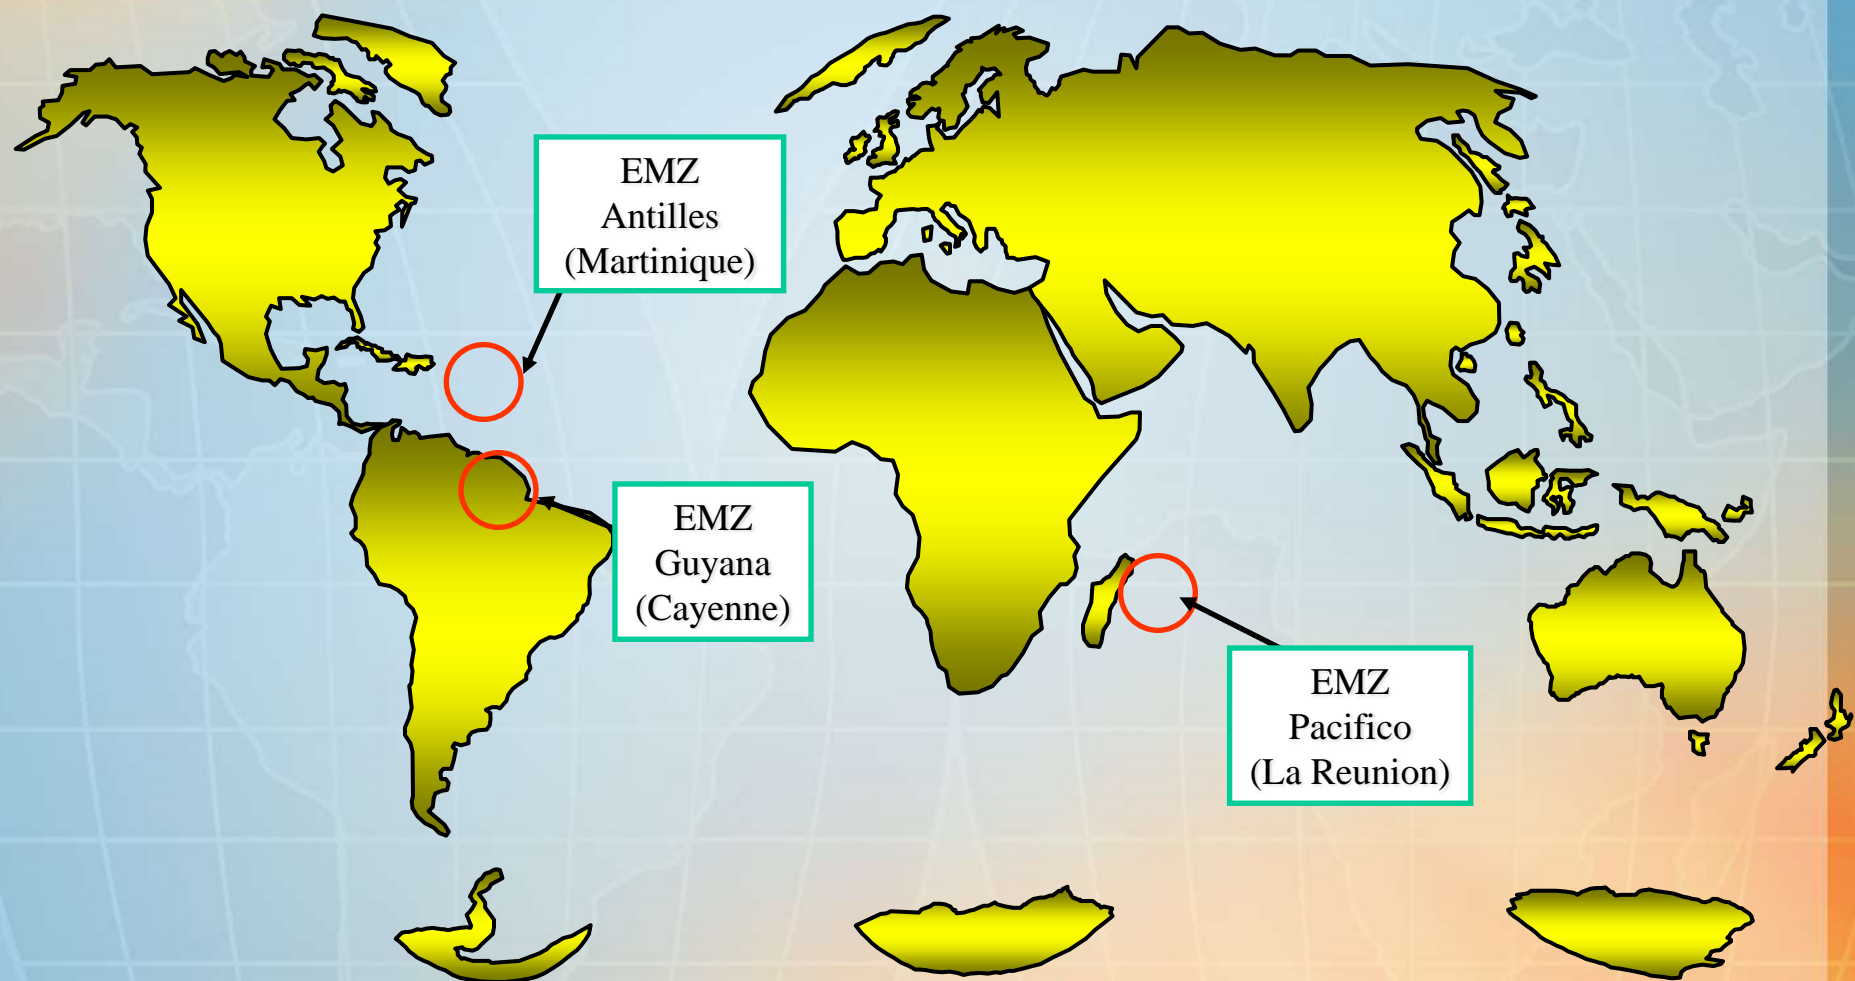 EMZ
Antilles
(Martinique)
EMZ
Guyana
(Cayenne)
EMZ
Pacifico
(La Reunion)